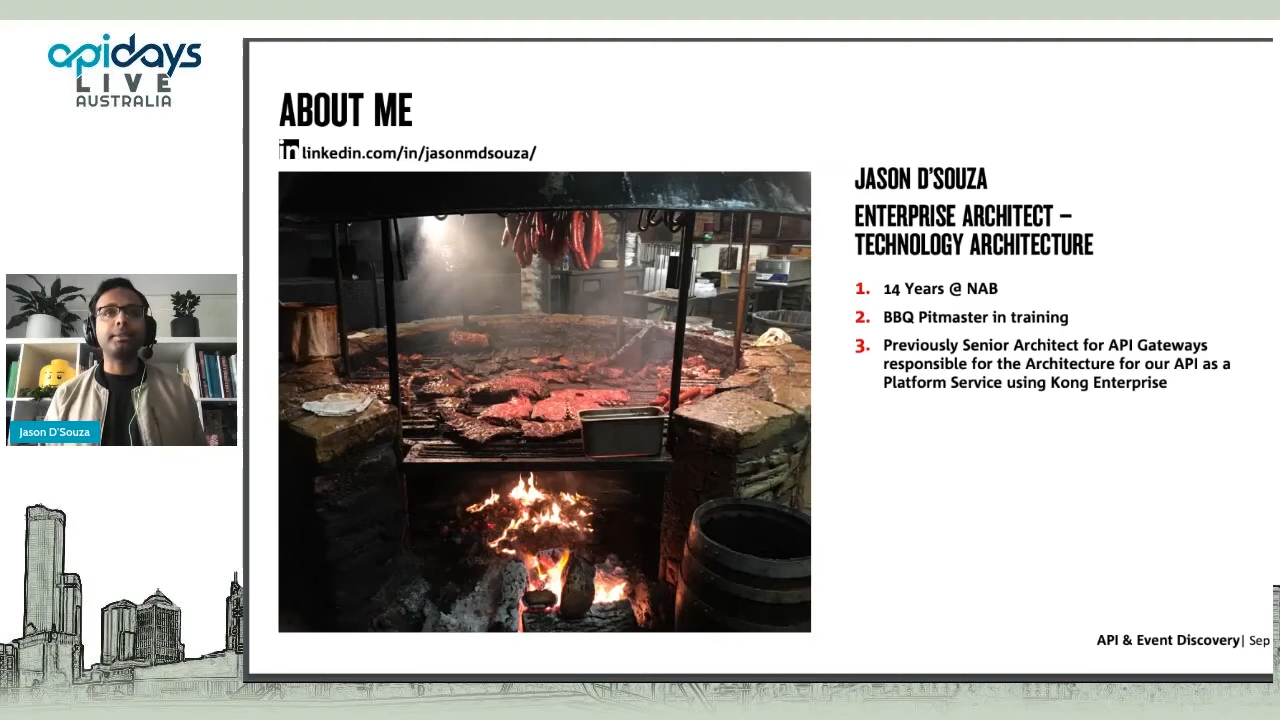 apidays
LIVE
AUSTRALIA
ABOUT ME
in linkedin.com/in/jasonmdsouza/
JASON D'SOUZA
ENTERPRISE ARCHITECT –
TECHNOLOGY ARCHITECTURE
1. 14 Years @ NAB
2. BBQ Pitmaster in training
3. Previously Senior Architect for API Gateways
responsible for the Architecture for our API as a
Platform Service using Kong Enterprise
Jason D'Souza
API & Event Discovery| Sep